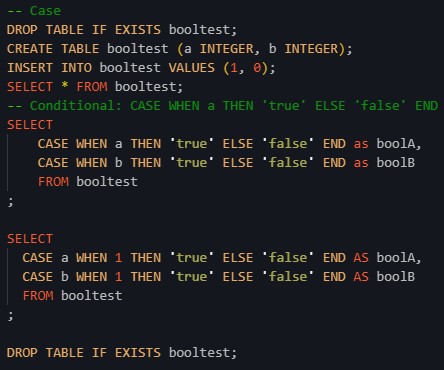 -- Case
DROP TABLE IF EXISTS booltest;
CREATE TABLE booltest (a INTEGER, b INTEGER);
INSERT INTO booltest VALUES (1, 0);
SELECT * FROM booltest;
-- Conditional: CASE WHEN a THEN 'true' ELSE 'false' END
SELECT
    CASE WHEN a THEN 'true' ELSE 'false' END as boolA,
    CASE WHEN b THEN 'true' ELSE 'false' END as boolB
    FROM booltest
;

SELECT
  CASE a WHEN 1 THEN 'true' ELSE 'false' END AS boolA,
  CASE b WHEN 1 THEN 'true' ELSE 'false' END AS boolB
  FROM booltest
;

DROP TABLE IF EXISTS booltest;